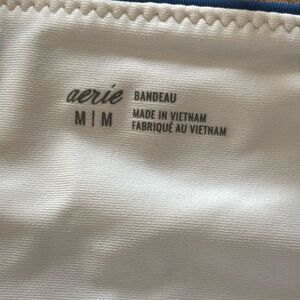 aerie BANDEAU
M | M MADE IN VIETNAM
FABRIQUÉ AU VIETNAM